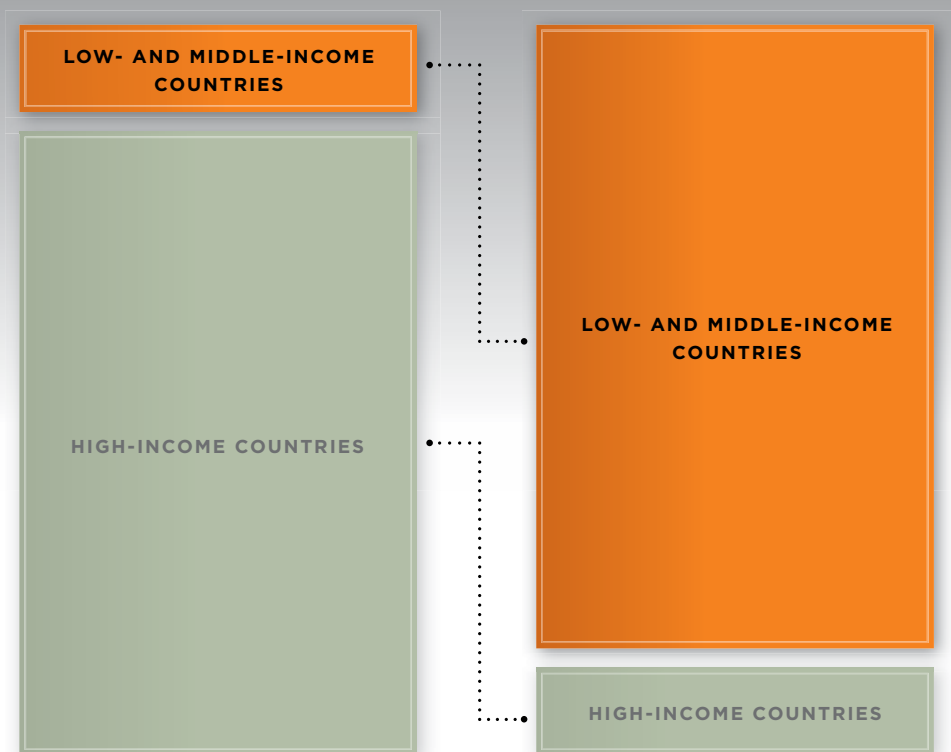 LOW- AND MIDDLE-INCOME
COUNTRIES
HIGH-INCOME COUNTRIES
LOW- AND MIDDLE-INCOME
COUNTRIES
HIGH-INCOME COUNTRIES